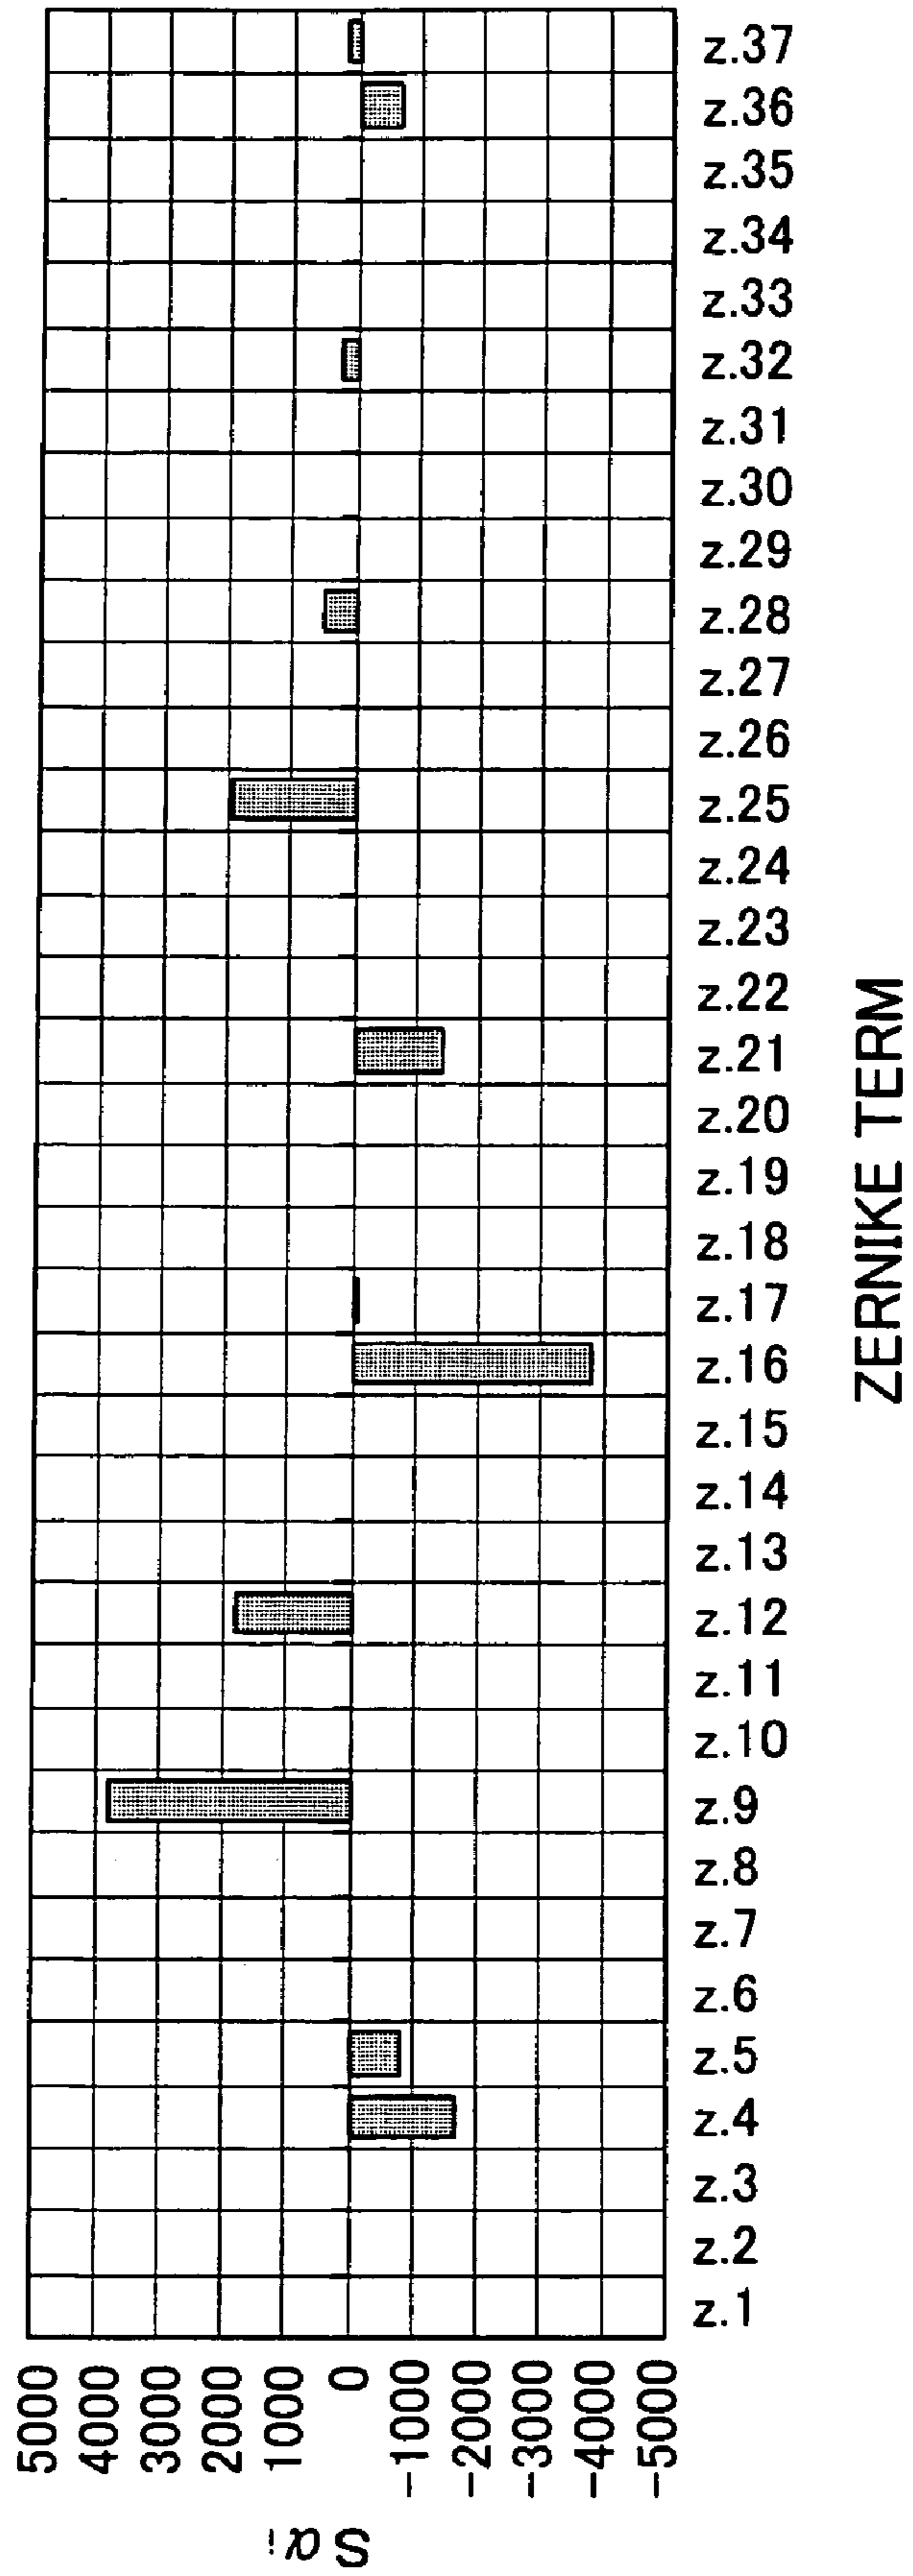 Sαi
5000
4000
3000
2000
1000
0
-1000
-2000
-3000
-4000
-5000
z.1
z.2
z.3
z.4
z.5
z.6
z.7
z.8
z.9
z.10
z.11
z.12
z.13
z.14
z.15
z.16
z.17
z.18
z.19
z.20
z.21
z.22
z.23
z.24
z.25
z.26
z.27
z.28
z.29
z.30
z.31
z.32
z.33
z.34
z.35
z.36
z.37
ZERNIKE TERM